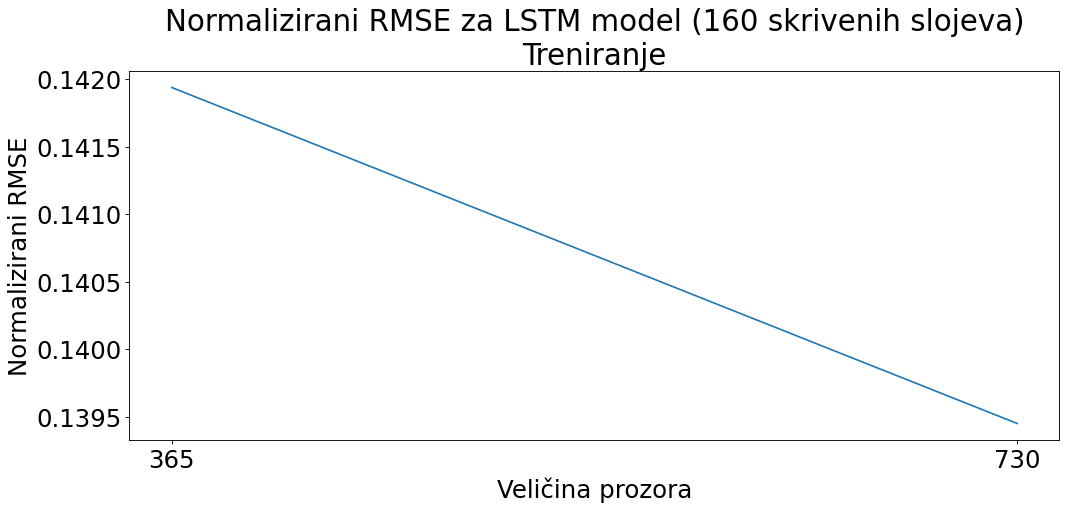 Normalizirani RMSE za LSTM model (160 skrivenih slojeva)
Treniranje
Normalizirani RMSE
0.1420
0.1415
0.1410
0.1405
0.1400
0.1395
365
730
Veličina prozora